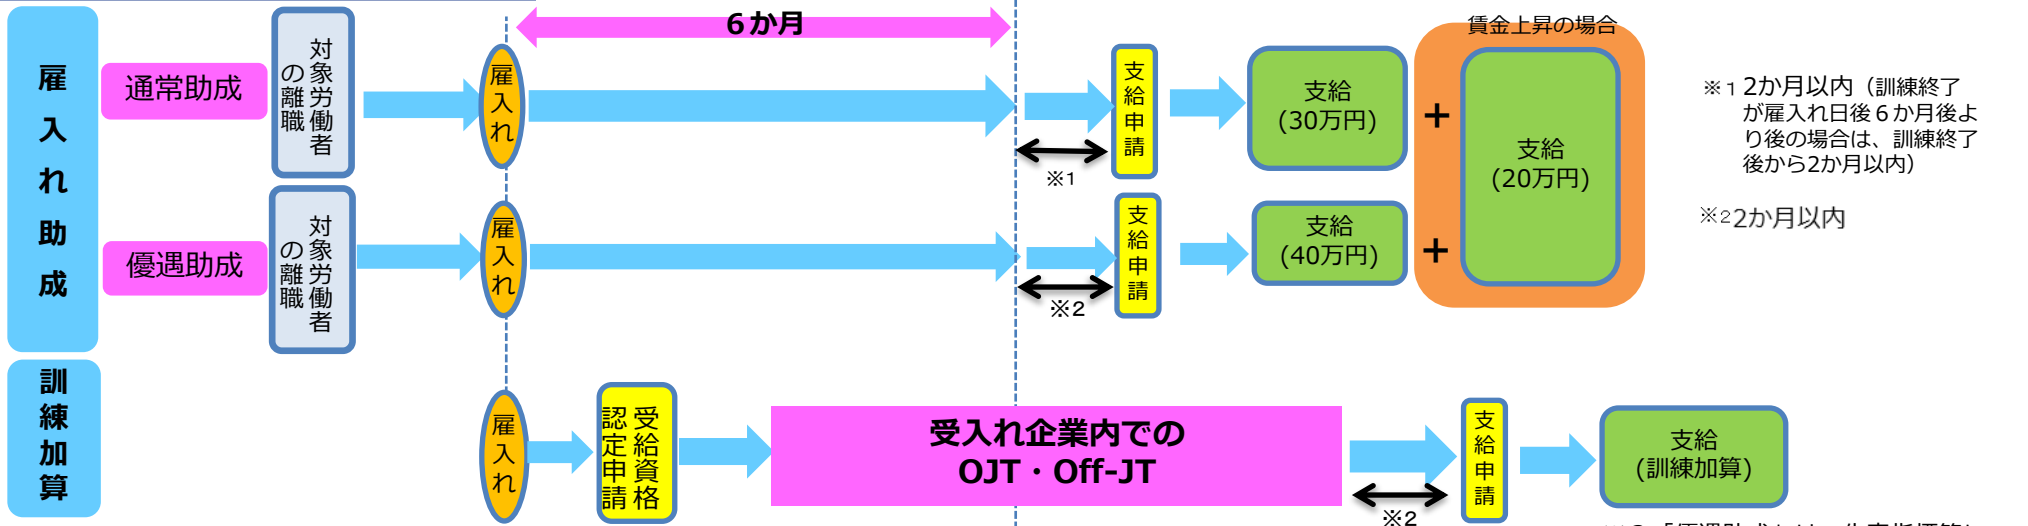 6か月
賃金上昇の場合
雇入れ助成
通常助成
対象労働者
の離職
雇入れ
支給申請
支給
(30万円)
+
支給
(20万円)
※1
※1 2か月以内（訓練終了
が雇入れ日後６か月後よ
り後の場合は、訓練終了
後から2か月以内）
※2 2か月以内
優遇助成
対象労働者
の離職
雇入れ
支給申請
支給
(40万円)
+
※2
訓練加算
雇入れ
受給資格
認定申請
受入れ企業内での
OJT・Off-JT
支給申請
支給
(訓練加算)
※2